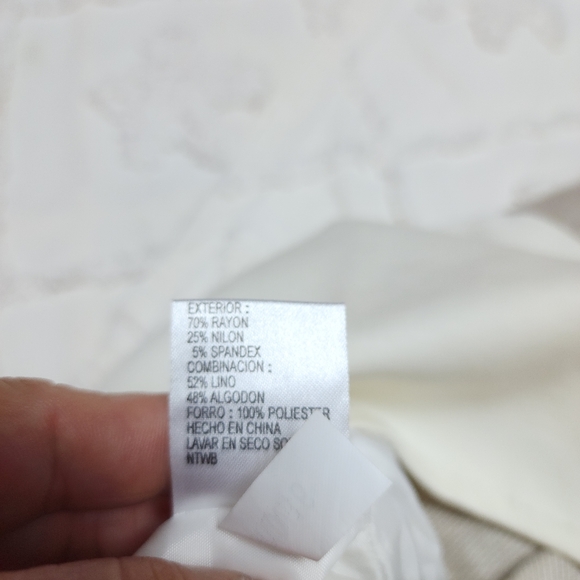 EXTERIOR :
70% RAYON
25% NILON
5% SPANDEX
COMBINACION :
52% LINO
48% ALGODON
FORRO : 100% POLIESTR
HECHO EN CHINA
LAVAR EN SECO
NTWB